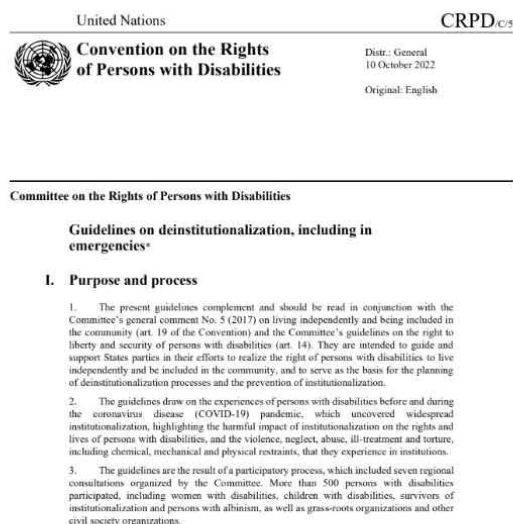 United Nations
CRPD/C/5
Convention on the Rights
of Persons with Disabilities
Distr.: General
10 October 2022
Original: English
Committee on the Rights of Persons with Disabilities
Guidelines on deinstitutionalization, including in
emergencies*
I. Purpose and process
1. The present guidelines complement and should be read in conjunction with the
Committee's general comment No. 5 (2017) on living independently and being included in
the community (art. 19 of the Convention) and the Committee's guidelines on the right to
liberty and security of persons with disabilities (art. 14). They are intended to guide and
support States parties in their efforts to realize the right of persons with disabilities to live
independently and be included in the community, and to serve as the basis for the planning
of deinstitutionalization processes and the prevention of institutionalization.
2. The guidelines draw on the experiences of persons with disabilities before and during
the coronavirus disease (COVID-19) pandemic, which uncovered widespread
institutionalization, highlighting the harmful impact of institutionalization on the rights and
lives of persons with disabilities, and the violence, neglect, abuse, ill-treatment and torture,
including chemical, mechanical and physical restraints, that they experience in institutions.
3. The guidelines are the result of a participatory process, which included seven regional
consultations organized by the Committee. More than 500 persons with disabilities
participated, including women with disabilities, children with disabilities, survivors of
institutionalization and persons with albinism, as well as grass-roots organizations and other
civil society organizations.